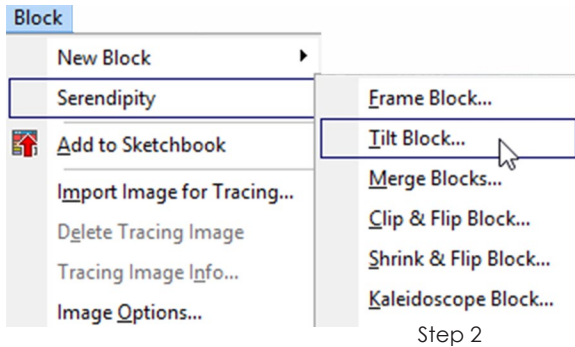 Block
New Block
Serendipity
Add to Sketchbook
Import Image for Tracing...
Delete Tracing Image
Tracing Image Info...
Image Options...
Frame Block...
Tilt Block...
Merge Blocks...
Clip & Flip Block...
Shrink & Flip Block...
Kaleidoscope Block...
Step 2